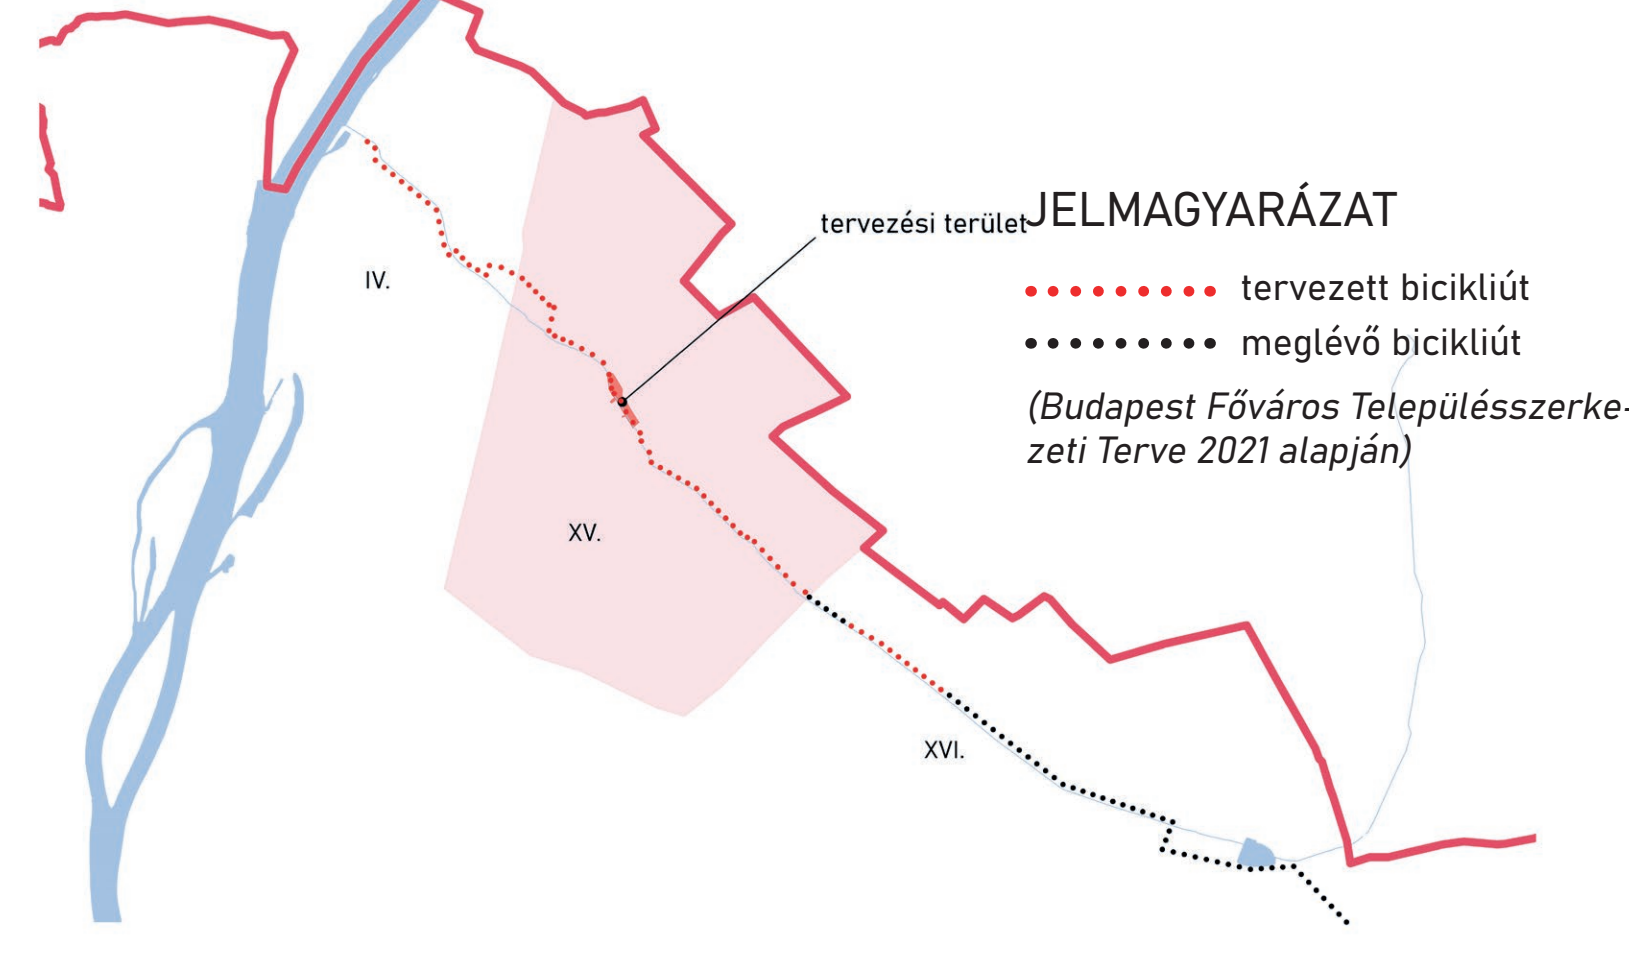 tervezési terület
JELMAGYARÁZAT
tervezett bicikliút
meglévő bicikliút
(Budapest Főváros Településszerke-
zeti Terve 2021 alapján)
IV.
XV.
XVI.